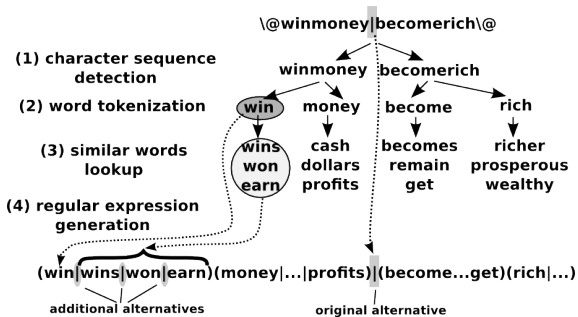 \@winmoney|becomerich\@
(1) character sequence
detection
winmoney becomerich
(2) word tokenization
win money become rich
(3) similar words
lookup
wins cash becomes richer
won dollars remain prosperous
earn profits get wealthy
(4) regular expression
generation
(win|wins|won|earn)(money|...|profits)|(become...get)(rich|...)
additional alternatives original alternative